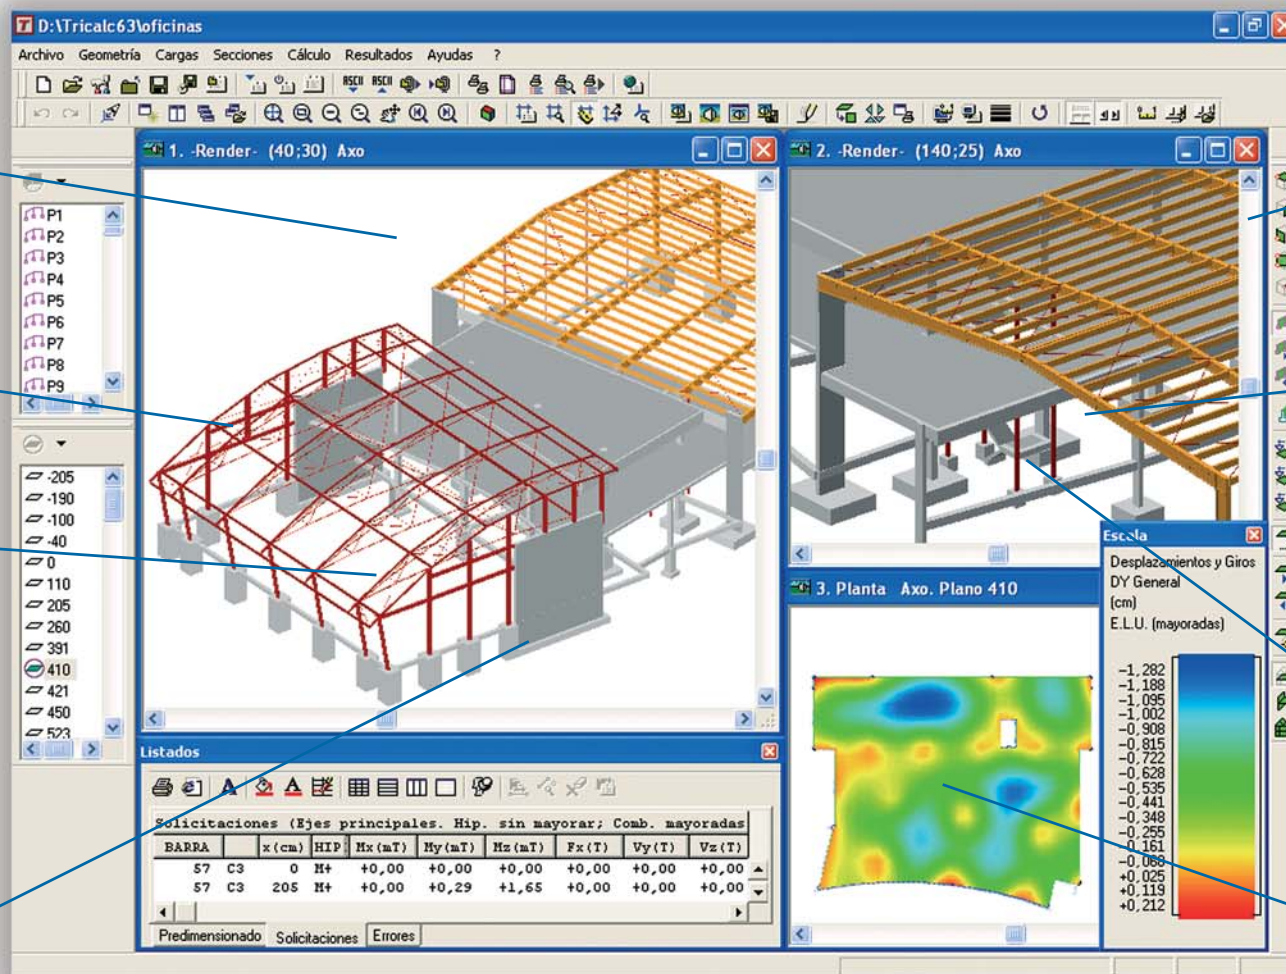 D:\Tricalc63\oficinas
Archivo Geometría Cargas Secciones Cálculo Resultados Ayudas ?
ASCII ASCII
P1
P2
P3
P4
P5
P6
P7
P8
P9
-205
-190
-100
-40
0
110
205
260
391
410
421
450
523
1. -Render- (40;30) Axo
2. -Render- (140;25) Axo
3. Planta Axo. Plano 410
Escala
Desplazamientos y Giros
DY General
(cm)
E.L.U. (mayoradas)
-1,282
-1,188
-1,095
-1,002
-0,908
-0,815
-0,722
-0,628
-0,535
-0,441
-0,348
-0,255
-0,161
-0,068
+0,025
+0,119
+0,212
Listados
Solicitaciones (Ejes principales. Hip. sin mayorar; Comb. mayoradas
BARRA x(cm) HIP Mx(mT) My(mT) Mz(mT) Fx(T) Vy(T) Vz(T)
57 C3 0 M+ +0,00 +0,00 +0,00 +0,00 +0,00 +0,00
57 C3 205 M+ +0,00 +0,29 +1,65 +0,00 +0,00 +0,00
Predimensionado Solicitaciones Errores